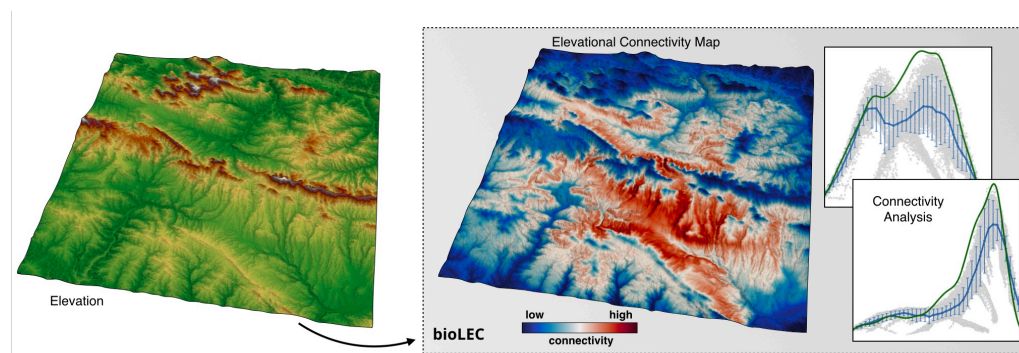 Elevational Connectivity Map
Connectivity
Analysis
Elevation
bioLEC
low
high
connectivity